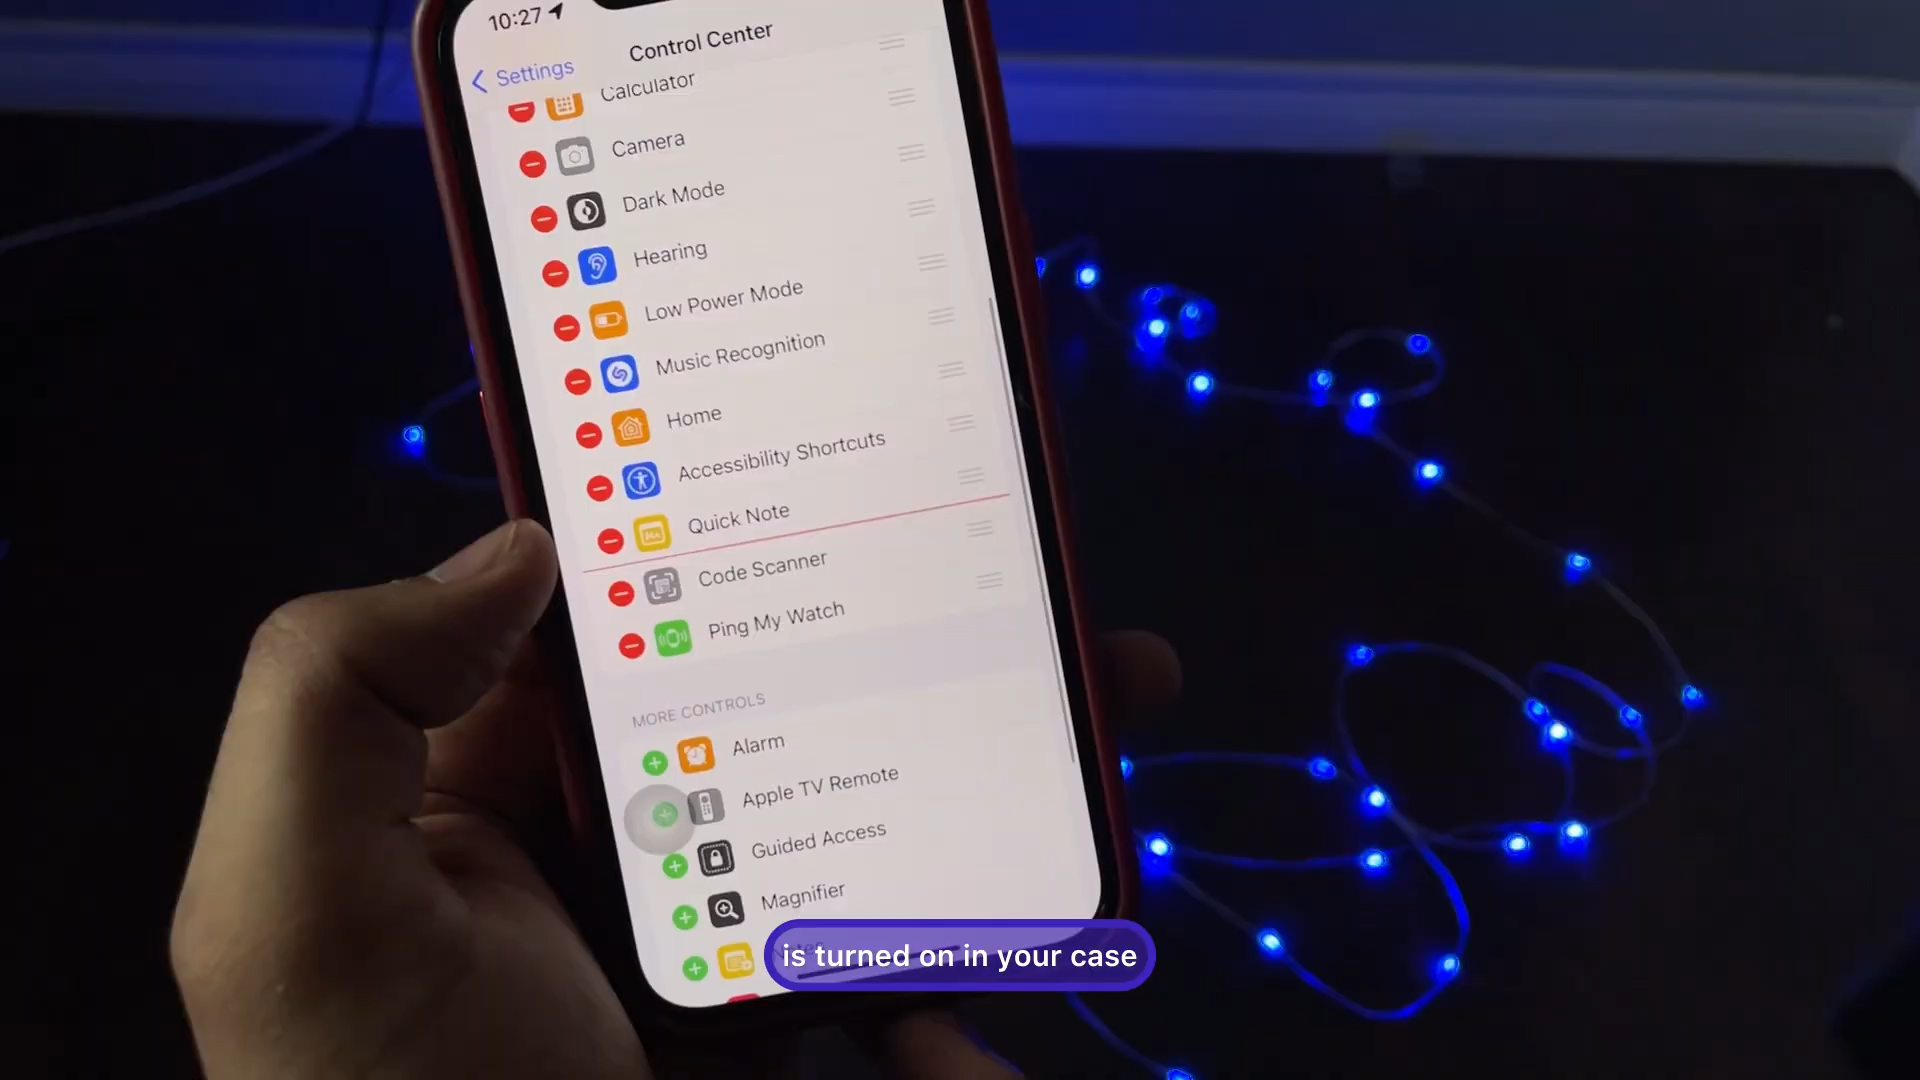 10:27
Control Center
Settings
Calculator
Camera
Dark Mode
Hearing
Low Power Mode
Music Recognition
Home
Accessibility Shortcuts
Quick Note
Code Scanner
Ping My Watch
MORE CONTROLS
Alarm
Apple TV Remote
Guided Access
Magnifier
is turned on in your case